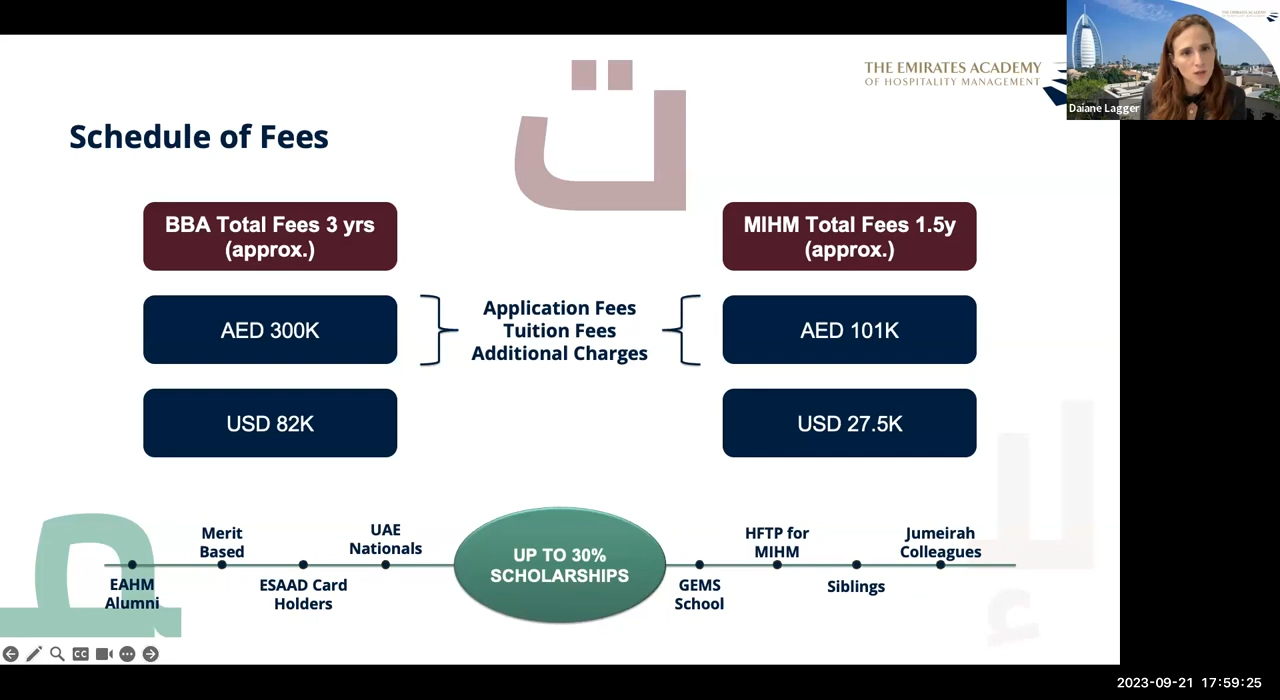 THE EMIRATES ACADEMY
OF HOSPITALITY MANAGEMENT
Daiane Lagger
Schedule of Fees
ت
BBA Total Fees 3 yrs
(approx.)
MIHM Total Fees 1.5y
(approx.)
AED 300K
Application Fees
Tuition Fees
Additional Charges
AED 101K
USD 82K
USD 27.5K
EAHM
Alumni
Merit
Based
ESAAD Card
Holders
UAE
Nationals
UP TO 30%
SCHOLARSHIPS
GEMS
School
HFTP for
MIHM
Siblings
Jumeirah
Colleagues
CC
2023-09-21 17:59:25